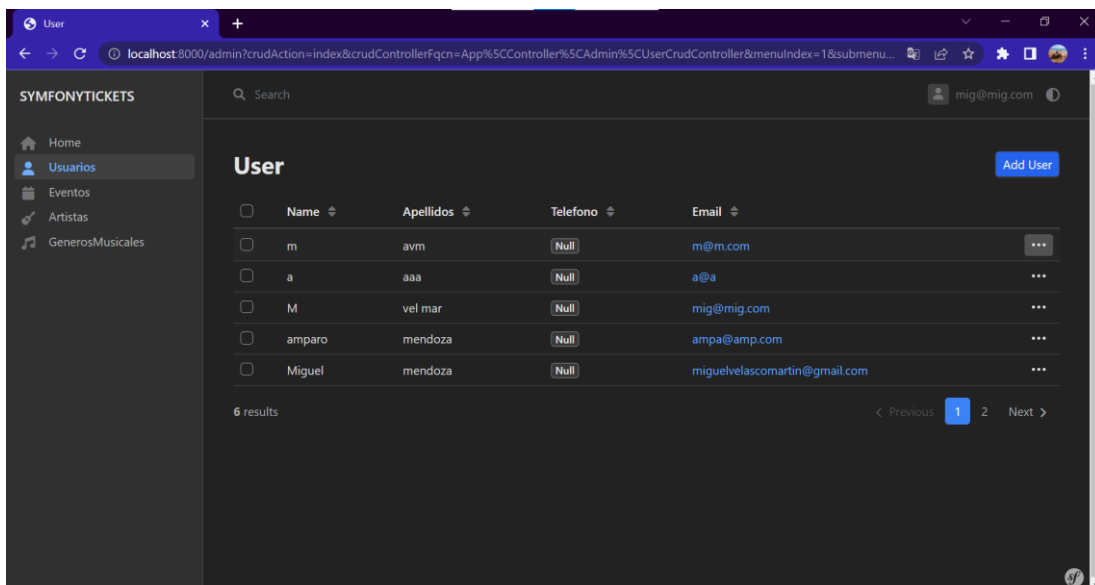 User
localhost:8000/admin?crudAction=index&crudControllerFqcn=App%5CController%5CAdmin%5CUserCrudController&menuIndex=1&submenu...
SYMFONYTICKETS
Search
mig@mig.com
Home
Usuarios
Eventos
Artistas
GenerosMusicales
User
Add User
Name Apellidos Telefono Email
m avm Null m@m.com
a aaa Null a@a
M vel mar Null mig@mig.com
amparo mendoza Null ampa@amp.com
Miguel mendoza Null miguelvelascomartin@gmail.com
6 results
Previous 1 2 Next
sf